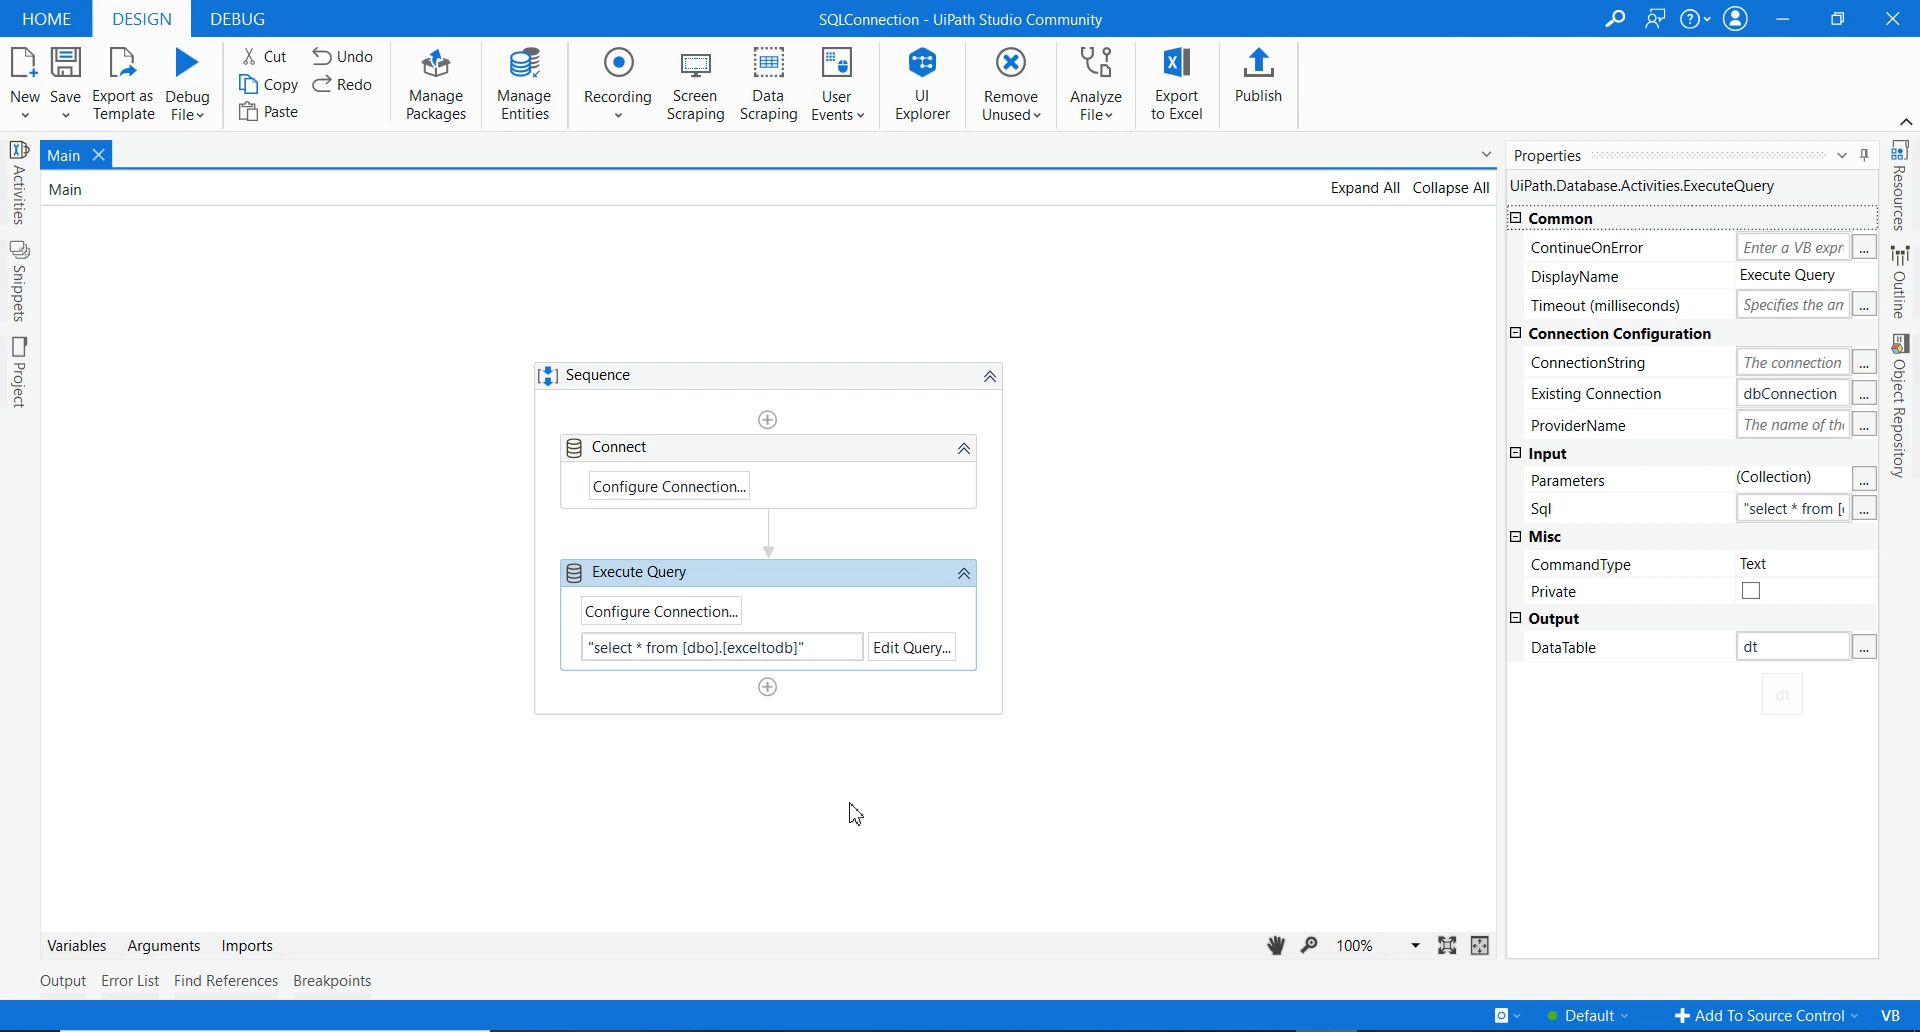 HOME DESIGN DEBUG SQLConnection - UiPath Studio Community
New Save Export as Template Debug File
Cut Copy Paste Undo Redo
Manage Packages Manage Entities Recording Screen Scraping Data Scraping User Events UI Explorer Remove Unused Analyze File Export to Excel Publish
Main
Main Expand All Collapse All
Activities
Snippets
Project
Sequence
Connect
Configure Connection...
Execute Query
Configure Connection...
"select * from [dbo].[exceltodb]" Edit Query...
Properties
UiPath.Database.Activities.ExecuteQuery
Common
ContinueOnError Enter a VB expr ...
DisplayName Execute Query
Timeout (milliseconds) Specifies the am ...
Connection Configuration
ConnectionString The connection ...
Existing Connection dbConnection ...
ProviderName The name of the ...
Input
Parameters (Collection) ...
Sql "select * from [ ...
Misc
CommandType Text
Private
Output
DataTable dt ...
dt
Resources
Outline
Object Repository
Variables Arguments Imports 100%
Output Error List Find References Breakpoints
Default Add To Source Control VB